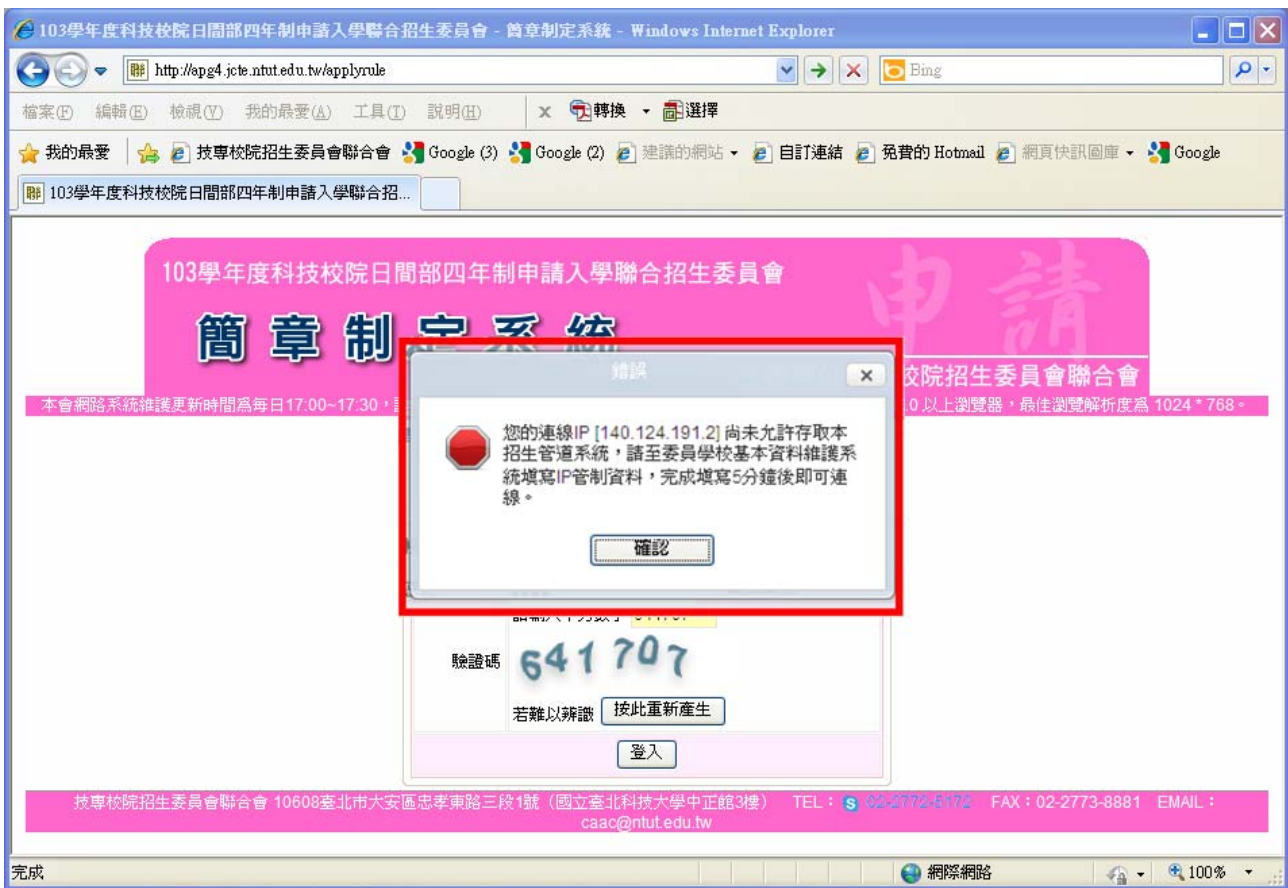 103學年度科技校院日間部四年制申請入學聯合招生委員會 - 簡章制定系統 - Windows Internet Explorer
http://apg4.jcte.ntut.edu.tw/applyrule
Bing
檔案(F) 編輯(E) 檢視(V) 我的最愛(A) 工具(T) 說明(H) x 轉換 選擇
我的最愛 技專校院招生委員會聯合會 Google (3) Google (2) 建議的網站 自訂連結 免費的 Hotmail 網頁快訊圖庫 Google
103學年度科技校院日間部四年制申請入學聯合招...
103學年度科技校院日間部四年制申請入學聯合招生委員會
申請
簡章制定系統
錯誤
校院招生委員會聯合會
本會網路系統維護更新時間為每日17:00~17:30，
.0 以上瀏覽器，最佳瀏覽解析度為 1024 * 768。
您的連線IP [140.124.191.2] 尚未允許存取本
招生管道系統，請至委員學校基本資料維護系
統填寫IP管制資料，完成填寫5分鐘後即可連
線。
確認
驗證碼
641707
若難以辨識 按此重新產生
登入
技專校院招生委員會聯合會 10608臺北市大安區忠孝東路三段1號（國立臺北科技大學中正館3樓） TEL： 02-2772-5172 FAX：02-2773-8881 EMAIL：
caac@ntut.edu.tw
完成
網際網路
100%